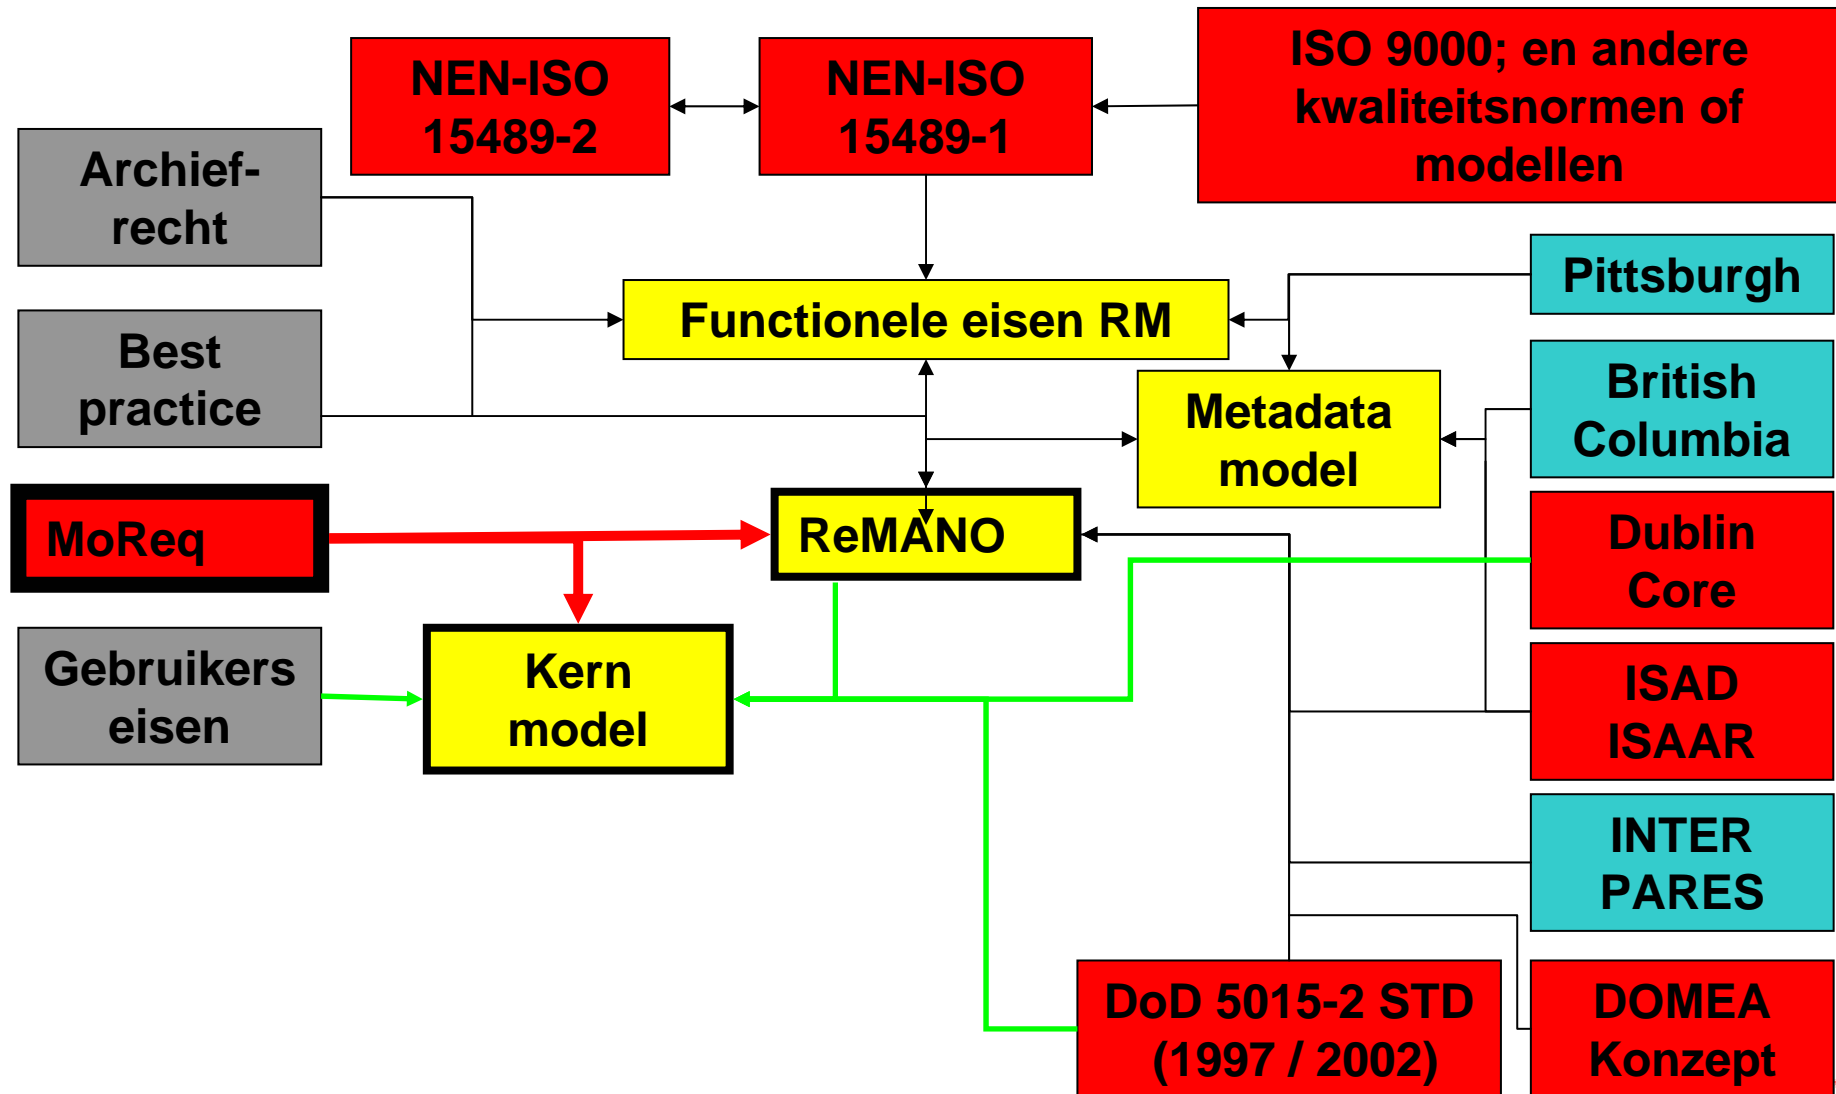 NEN-ISO
15489-2
NEN-ISO
15489-1
ISO 9000; en andere
kwaliteitsnormen of
modellen
Archief-
recht
Pittsburgh
Functionele eisen RM
Best
practice
British
Columbia
Metadata
model
MoReq
ReMANO
Dublin
Core
Gebruikers
eisen
Kern
model
ISAD
ISAAR
INTER
PARES
DoD 5015-2 STD
(1997 / 2002)
DOMEA
Konzept